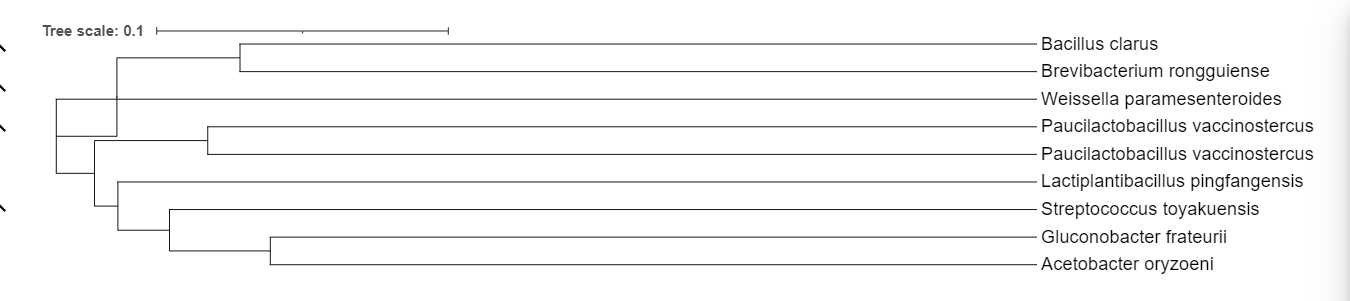 Tree scale: 0.1
Bacillus clarus
Brevibacterium rongguiense
Weissella paramesenteroides
Paucilactobacillus vaccinostercus
Paucilactobacillus vaccinostercus
Lactiplantibacillus pingfangensis
Streptococcus toyakuensis
Gluconobacter frateurii
Acetobacter oryzoeni